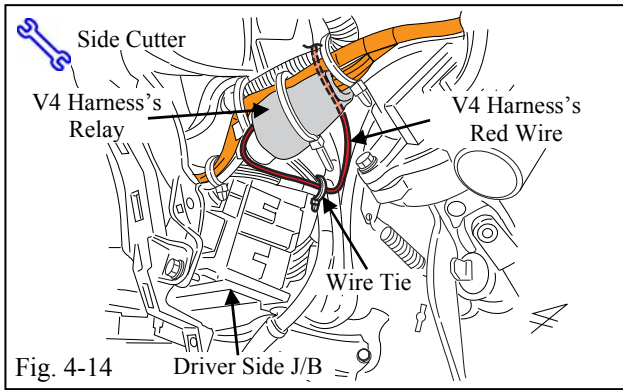 Side Cutter
V4 Harness's
Relay
V4 Harness's
Red Wire
Wire Tie
Driver Side J/B
Fig. 4-14